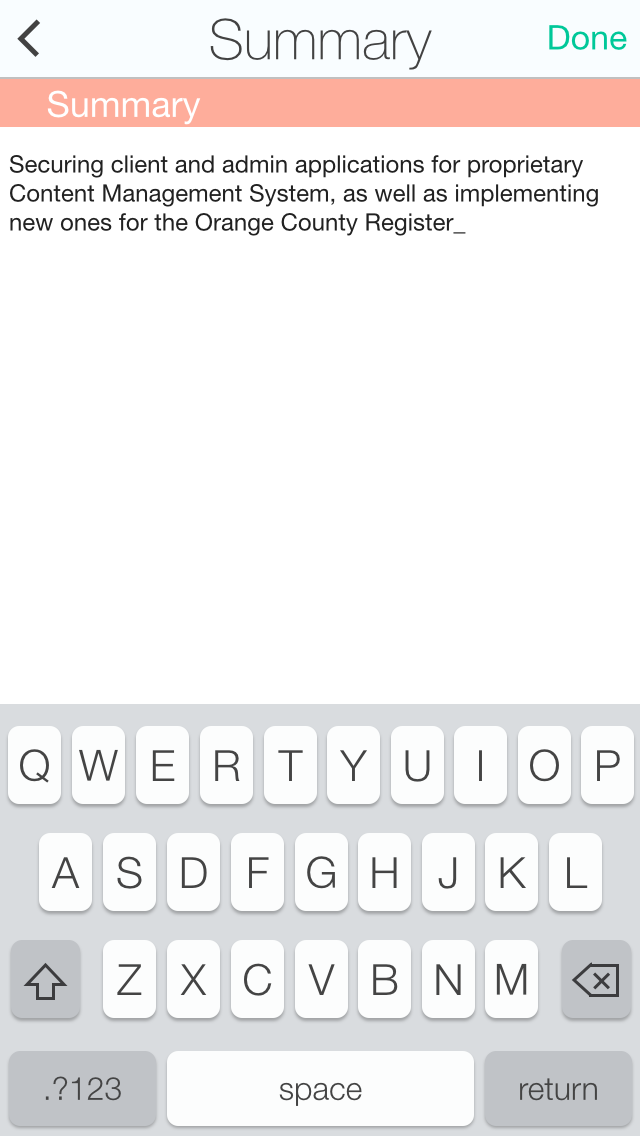 Summary
Done
Summary
Securing client and admin applications for proprietary
Content Management System, as well as implementing
new ones for the Orange County Register_
Q W E R T Y U I O P
A S D F G H J K L
Z X C V B N M
.?123 space return